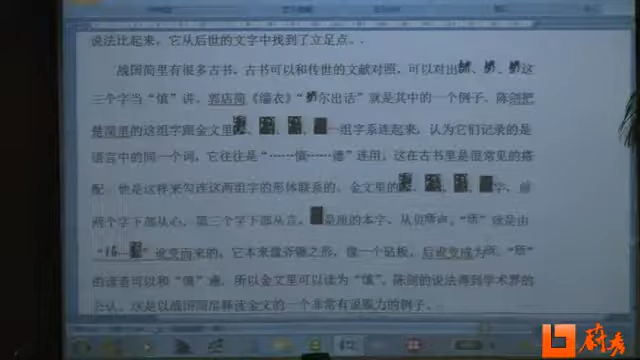 说法比起来，它从后世的文字中找到了立足点。
战国简里有很多古书，古书可以和传世的文献对照，可以对出、、这
三个字当“慎”讲，郭店简《缁衣》“尔出话”就是其中的一个例子。陈剑把
楚简里的这组字跟金文里、、、一组字系连起来，认为它们记录的是
语言中的同一个词，它往往是“……慎……德”连用，这在古书里是很常见的搭
配。他是这样来勾连这两组字的形体联系的。金文里的、、、字，前
两个字下部从心，第三个字下部从言，是质的本字，从贝声。“”就是由
“”演变而来的，它本来像斧锧之形，像一个砧板，后演变成。“”
的读音可以和“慎”通，所以金文里可以读为“慎”。陈剑的说法得到学术界的
公认，这是以战国简层释读金文的一个非常有说服力的例子。
蔚秀